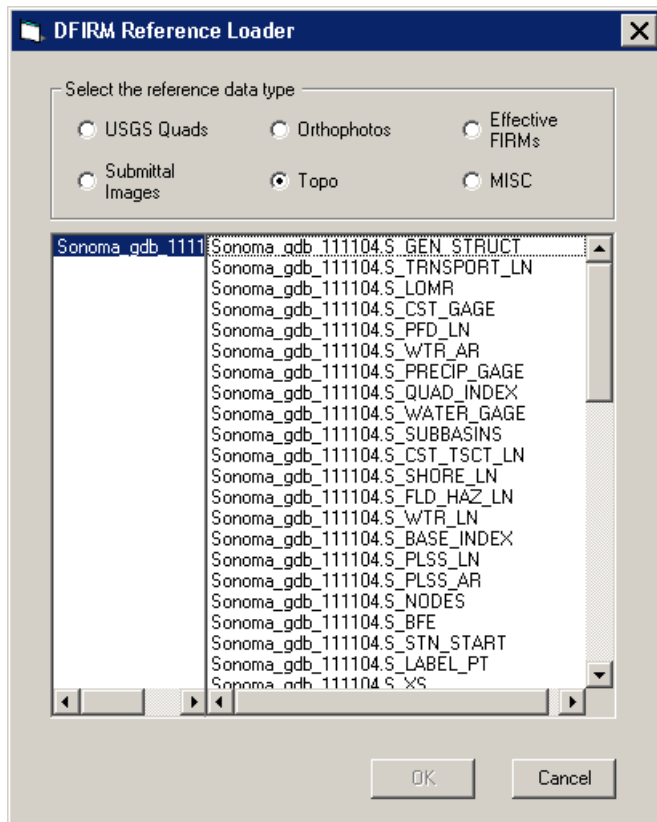 DFIRM Reference Loader
Select the reference data type
USGS Quads
Orthophotos
Effective
FIRMs
Submittal
Images
Topo
MISC
Sonoma_gdb_1111
Sonoma_gdb_111104.S_GEN_STRUCT
Sonoma_gdb_111104.S_TRNSPORT_LN
Sonoma_gdb_111104.S_LOMR
Sonoma_gdb_111104.S_CST_GAGE
Sonoma_gdb_111104.S_PFD_LN
Sonoma_gdb_111104.S_WTR_AR
Sonoma_gdb_111104.S_PRECIP_GAGE
Sonoma_gdb_111104.S_QUAD_INDEX
Sonoma_gdb_111104.S_WATER_GAGE
Sonoma_gdb_111104.S_SUBBASINS
Sonoma_gdb_111104.S_CST_TSCT_LN
Sonoma_gdb_111104.S_SHORE_LN
Sonoma_gdb_111104.S_FLD_HAZ_LN
Sonoma_gdb_111104.S_WTR_LN
Sonoma_gdb_111104.S_BASE_INDEX
Sonoma_gdb_111104.S_PLSS_LN
Sonoma_gdb_111104.S_PLSS_AR
Sonoma_gdb_111104.S_NODES
Sonoma_gdb_111104.S_BFE
Sonoma_gdb_111104.S_STN_START
Sonoma_gdb_111104.S_LABEL_PT
Sonoma_gdb_111104.S_XS
OK
Cancel